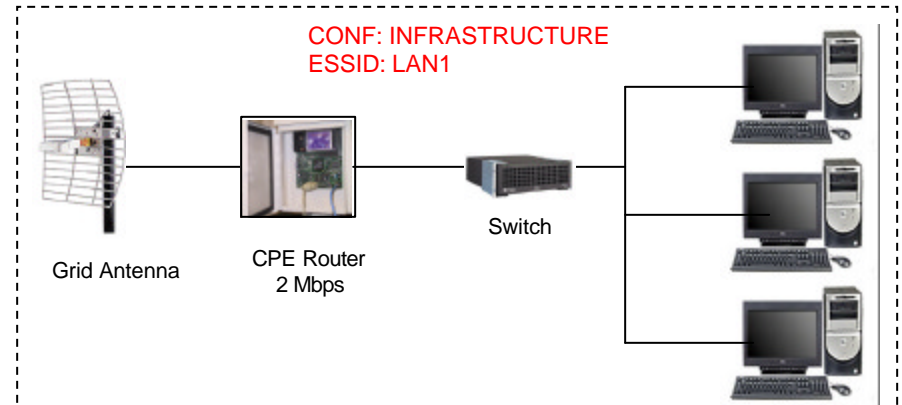 CONF: INFRASTRUCTURE
ESSID: LAN1
Grid Antenna
CPE Router
2 Mbps
Switch